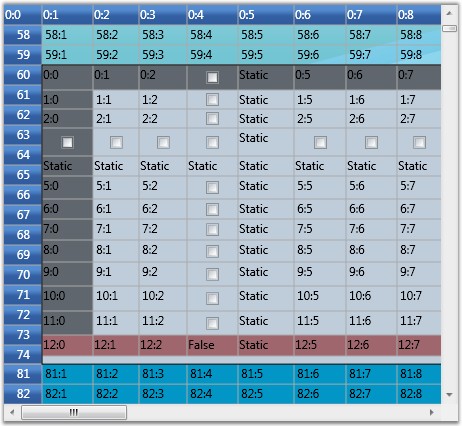 0:0 0:1 0:2 0:3 0:4 0:5 0:6 0:7 0:8
58 58:1 58:2 58:3 58:4 58:5 58:6 58:7 58:8
59 59:1 59:2 59:3 59:4 59:5 59:6 59:7 59:8
60 0:0 0:1 0:2 Static 0:5 0:6 0:7
61 1:0 1:1 1:2 Static 1:5 1:6 1:7
62 2:0 2:1 2:2 Static 2:5 2:6 2:7
63 Static
64 Static Static Static Static Static Static Static Static
65 5:0 5:1 5:2 Static 5:5 5:6 5:7
66 6:0 6:1 6:2 Static 6:5 6:6 6:7
67 7:0 7:1 7:2 Static 7:5 7:6 7:7
68 8:0 8:1 8:2 Static 8:5 8:6 8:7
69 9:0 9:1 9:2 Static 9:5 9:6 9:7
70
71 10:0 10:1 10:2 Static 10:5 10:6 10:7
72 11:0 11:1 11:2 Static 11:5 11:6 11:7
73 12:0 12:1 12:2 False Static 12:5 12:6 12:7
74
81 81:1 81:2 81:3 81:4 81:5 81:6 81:7 81:8
82 82:1 82:2 82:3 82:4 82:5 82:6 82:7 82:8